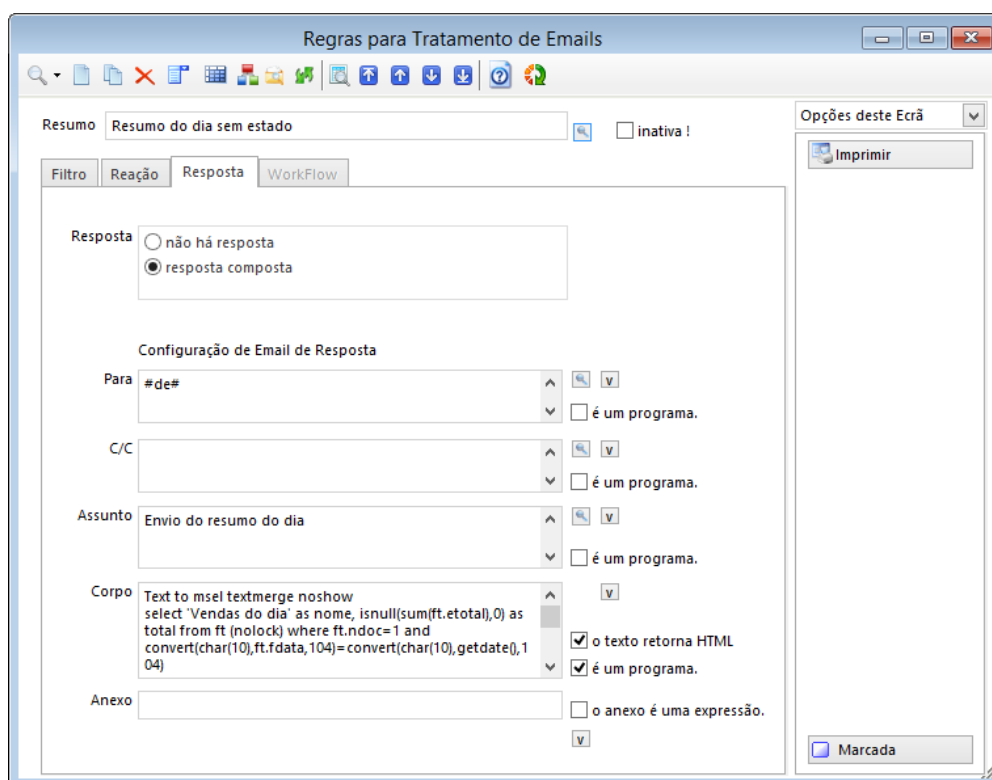 Regras para Tratamento de Emails
Resumo Resumo do dia sem estado inativa !
Opções deste Ecrã
Imprimir
Filtro Reação Resposta WorkFlow
Resposta não há resposta
resposta composta
Configuração de Email de Resposta
Para #de# v
é um programa.
C/C v
é um programa.
Assunto Envio do resumo do dia v
é um programa.
Corpo Text to msel textmerge noshow v
select 'Vendas do dia' as nome, isnull(sum(ft.etotal),0) as
total from ft (nolock) where ft.ndoc=1 and
convert(char(10),ft.fdata,104)=convert(char(10),getdate(),1
04)
o texto retorna HTML
é um programa.
Anexo o anexo é uma expressão.
v
Marcada